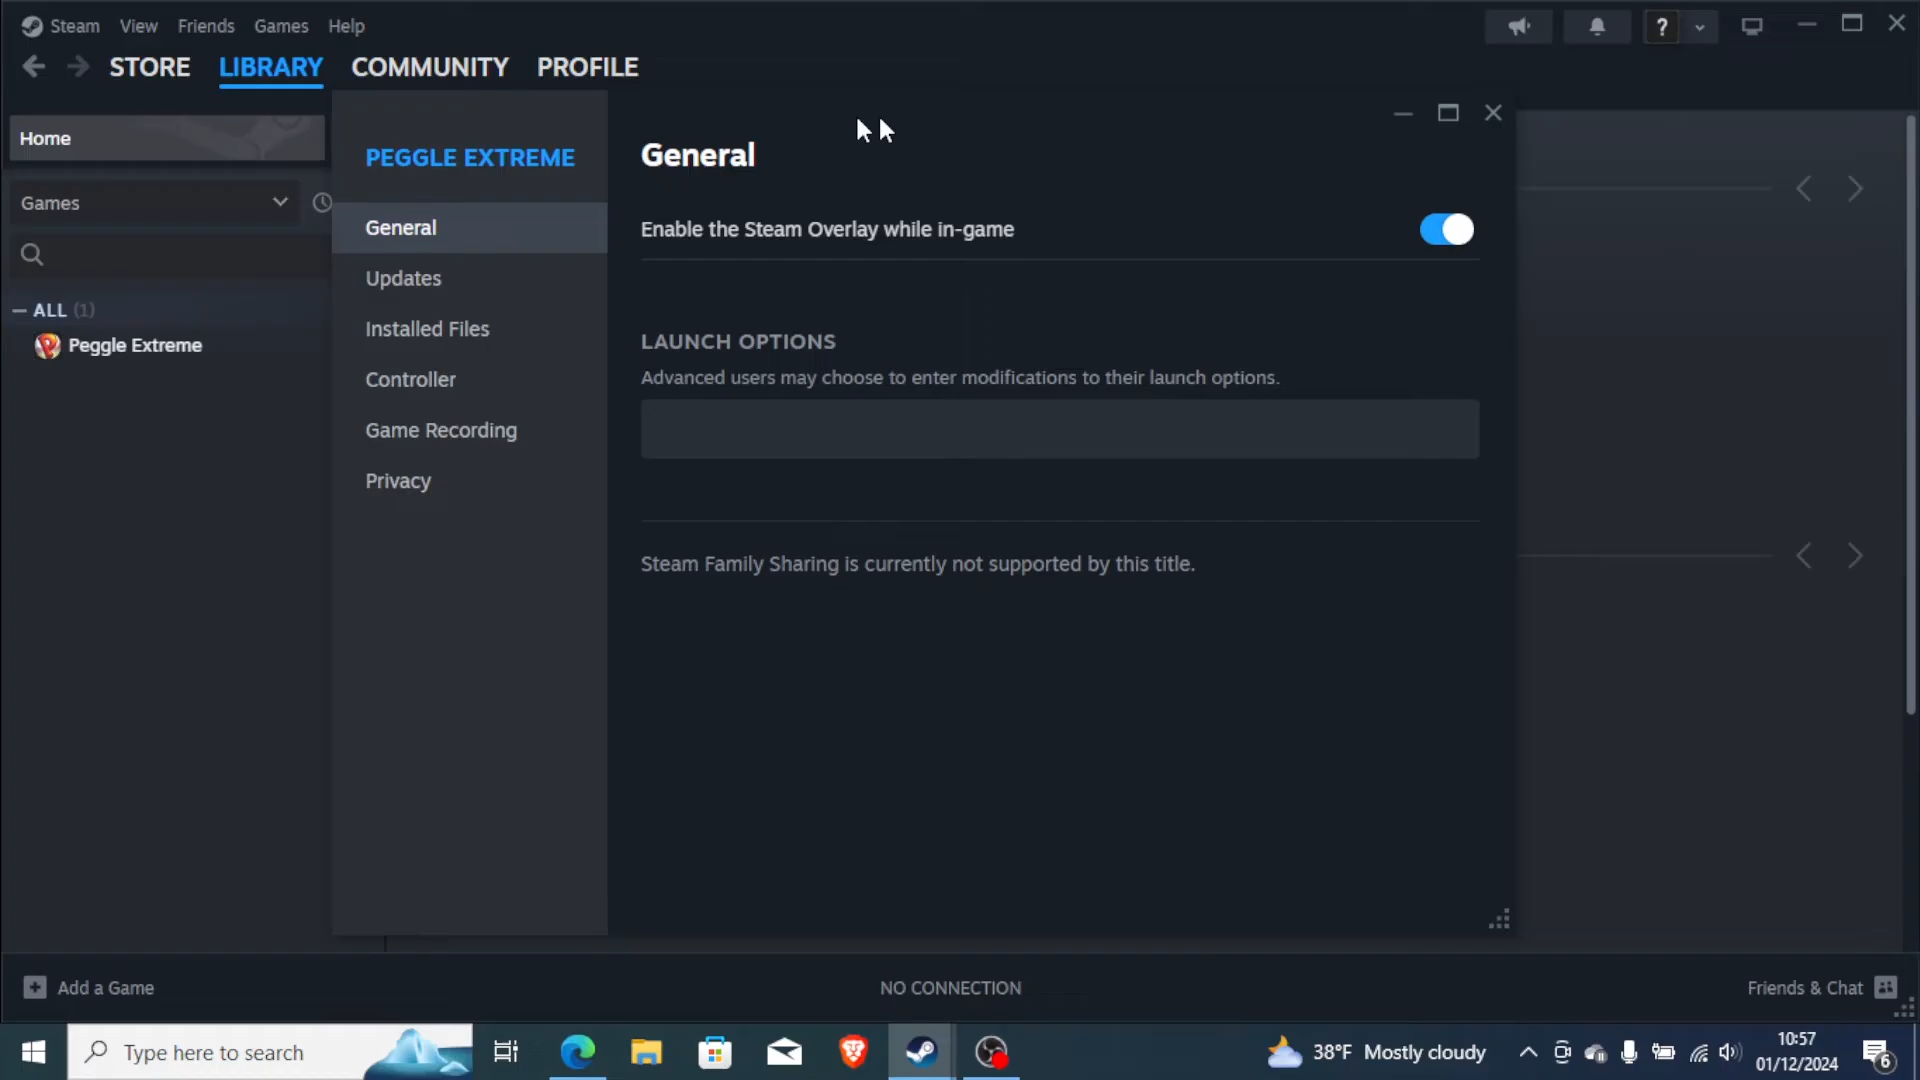 Steam View Friends Games Help
?
STORE LIBRARY COMMUNITY PROFILE
Home
PEGGLE EXTREME
General
Games
General
Enable the Steam Overlay while in-game
Updates
ALL (1)
Installed Files
LAUNCH OPTIONS
Peggle Extreme
Controller
Advanced users may choose to enter modifications to their launch options.
Game Recording
Privacy
Steam Family Sharing is currently not supported by this title.
Add a Game
NO CONNECTION
Friends & Chat
Type here to search
38°F Mostly cloudy
10:57
01/12/2024
6